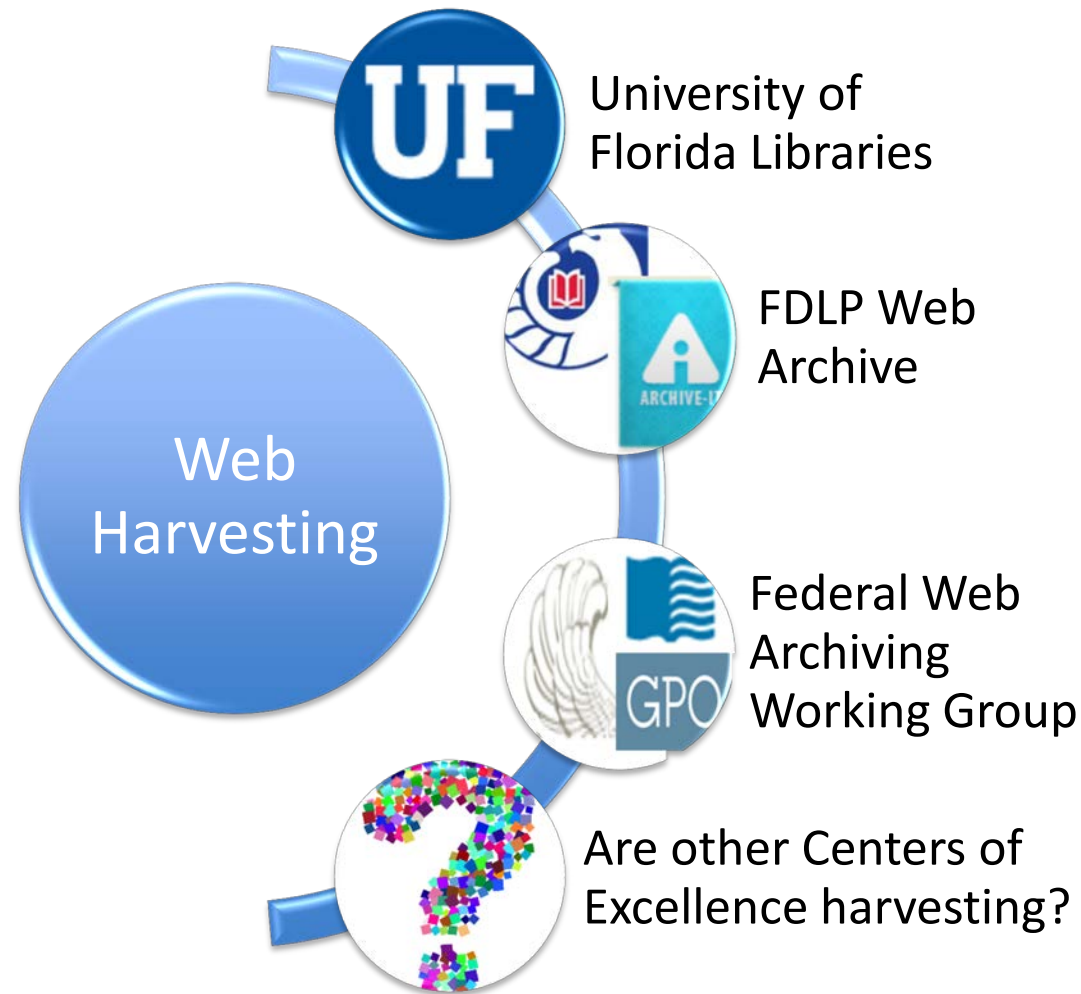 UF
University of
Florida Libraries
ARCHIVE-IT
FDLP Web
Archive
Web
Harvesting
GPO
Federal Web
Archiving
Working Group
?
Are other Centers of
Excellence harvesting?